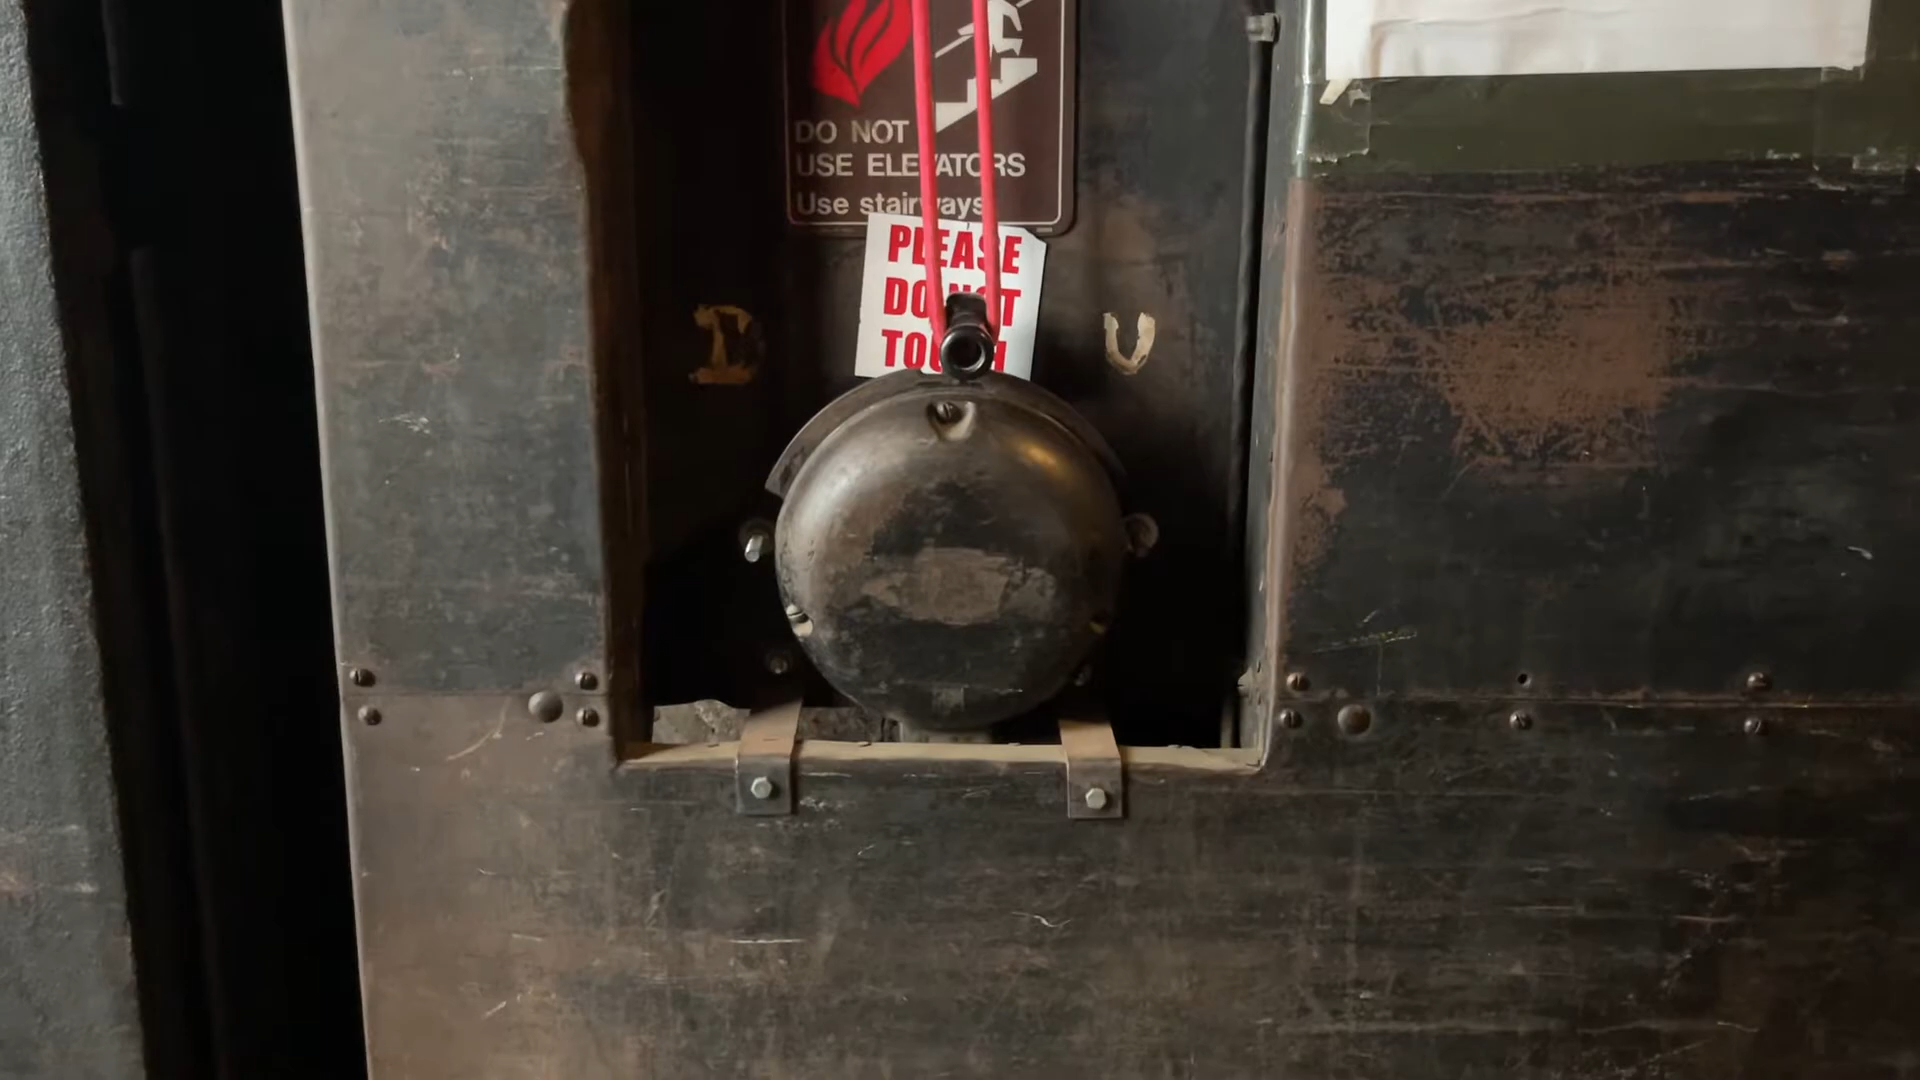 DO NOT
USE ELEVATORS
Use stairways
PLEASE
DO NOT
TOUCH
D U